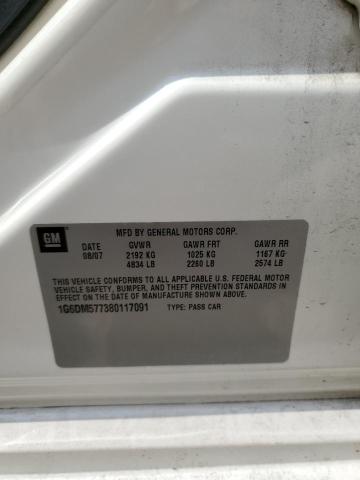 MFD BY GENERAL MOTORS CORP.
GM
DATE GVWR GAWR FRT GAWR RR
08/07 2192 KG 1025 KG 1167 KG
4834 LB 2260 LB 2574 LB
THIS VEHICLE CONFORMS TO ALL APPLICABLE U.S. FEDERAL MOTOR
VEHICLE SAFETY, BUMPER, AND THEFT PREVENTION STANDARDS
IN EFFECT ON THE DATE OF MANUFACTURE SHOWN ABOVE.
1G6DM577380117091 TYPE: PASS CAR